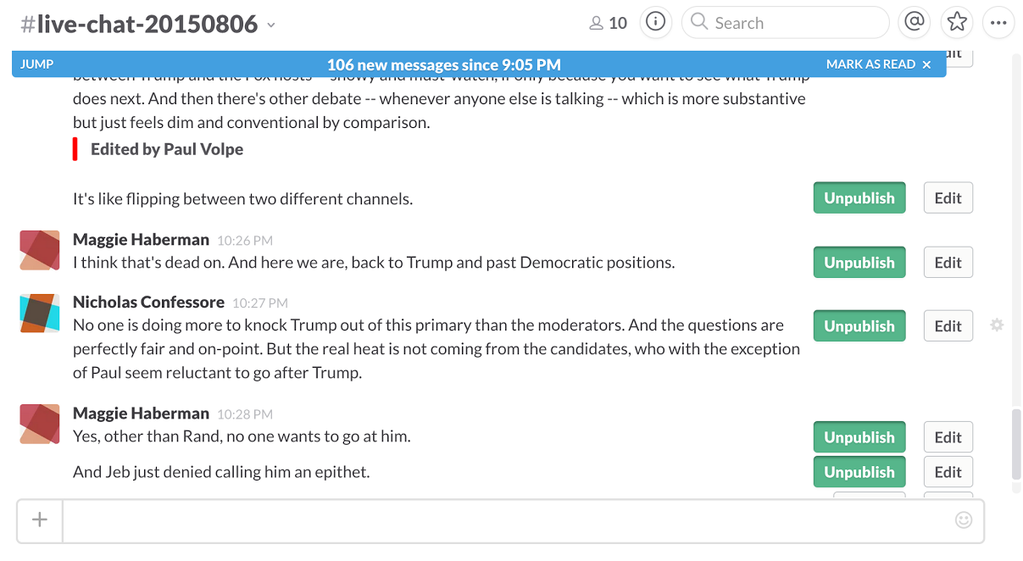 #live-chat-20150806
10
Search
JUMP
106 new messages since 9:05 PM
MARK AS READ ×
Edit
between Trump and the Fox hosts -- showy and must-watch, if only because you want to see what Trump
does next. And then there's other debate -- whenever anyone else is talking -- which is more substantive
but just feels dim and conventional by comparison.
Edited by Paul Volpe
It's like flipping between two different channels.
Unpublish Edit
Maggie Haberman 10:26 PM
I think that's dead on. And here we are, back to Trump and past Democratic positions.
Unpublish Edit
Nicholas Confessore 10:27 PM
No one is doing more to knock Trump out of this primary than the moderators. And the questions are
perfectly fair and on-point. But the real heat is not coming from the candidates, who with the exception
of Paul seem reluctant to go after Trump.
Unpublish Edit
Maggie Haberman 10:28 PM
Yes, other than Rand, no one wants to go at him.
Unpublish Edit
And Jeb just denied calling him an epithet.
Unpublish Edit